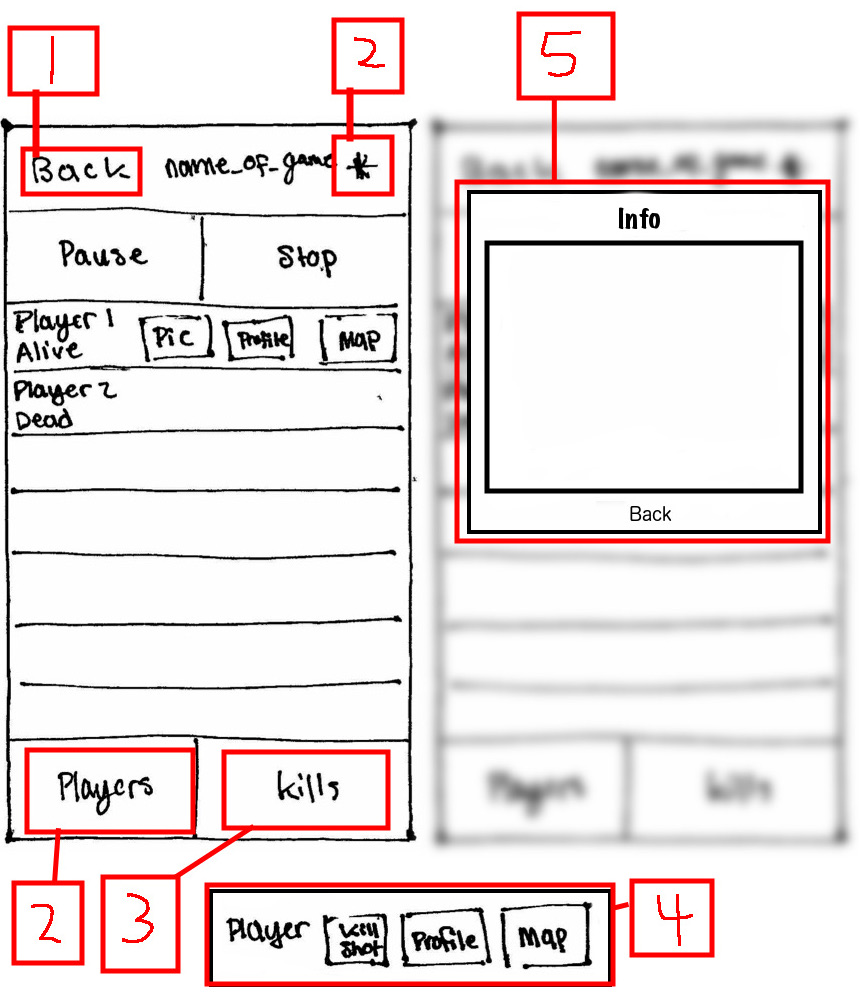 1
2
5
Back name_of_game *
Pause Stop
Player 1
Alive
Pic Profile Map
Player 2
Dead
Players kills
Info
Back
2
3
4
Player
kill
shot
Profile
Map